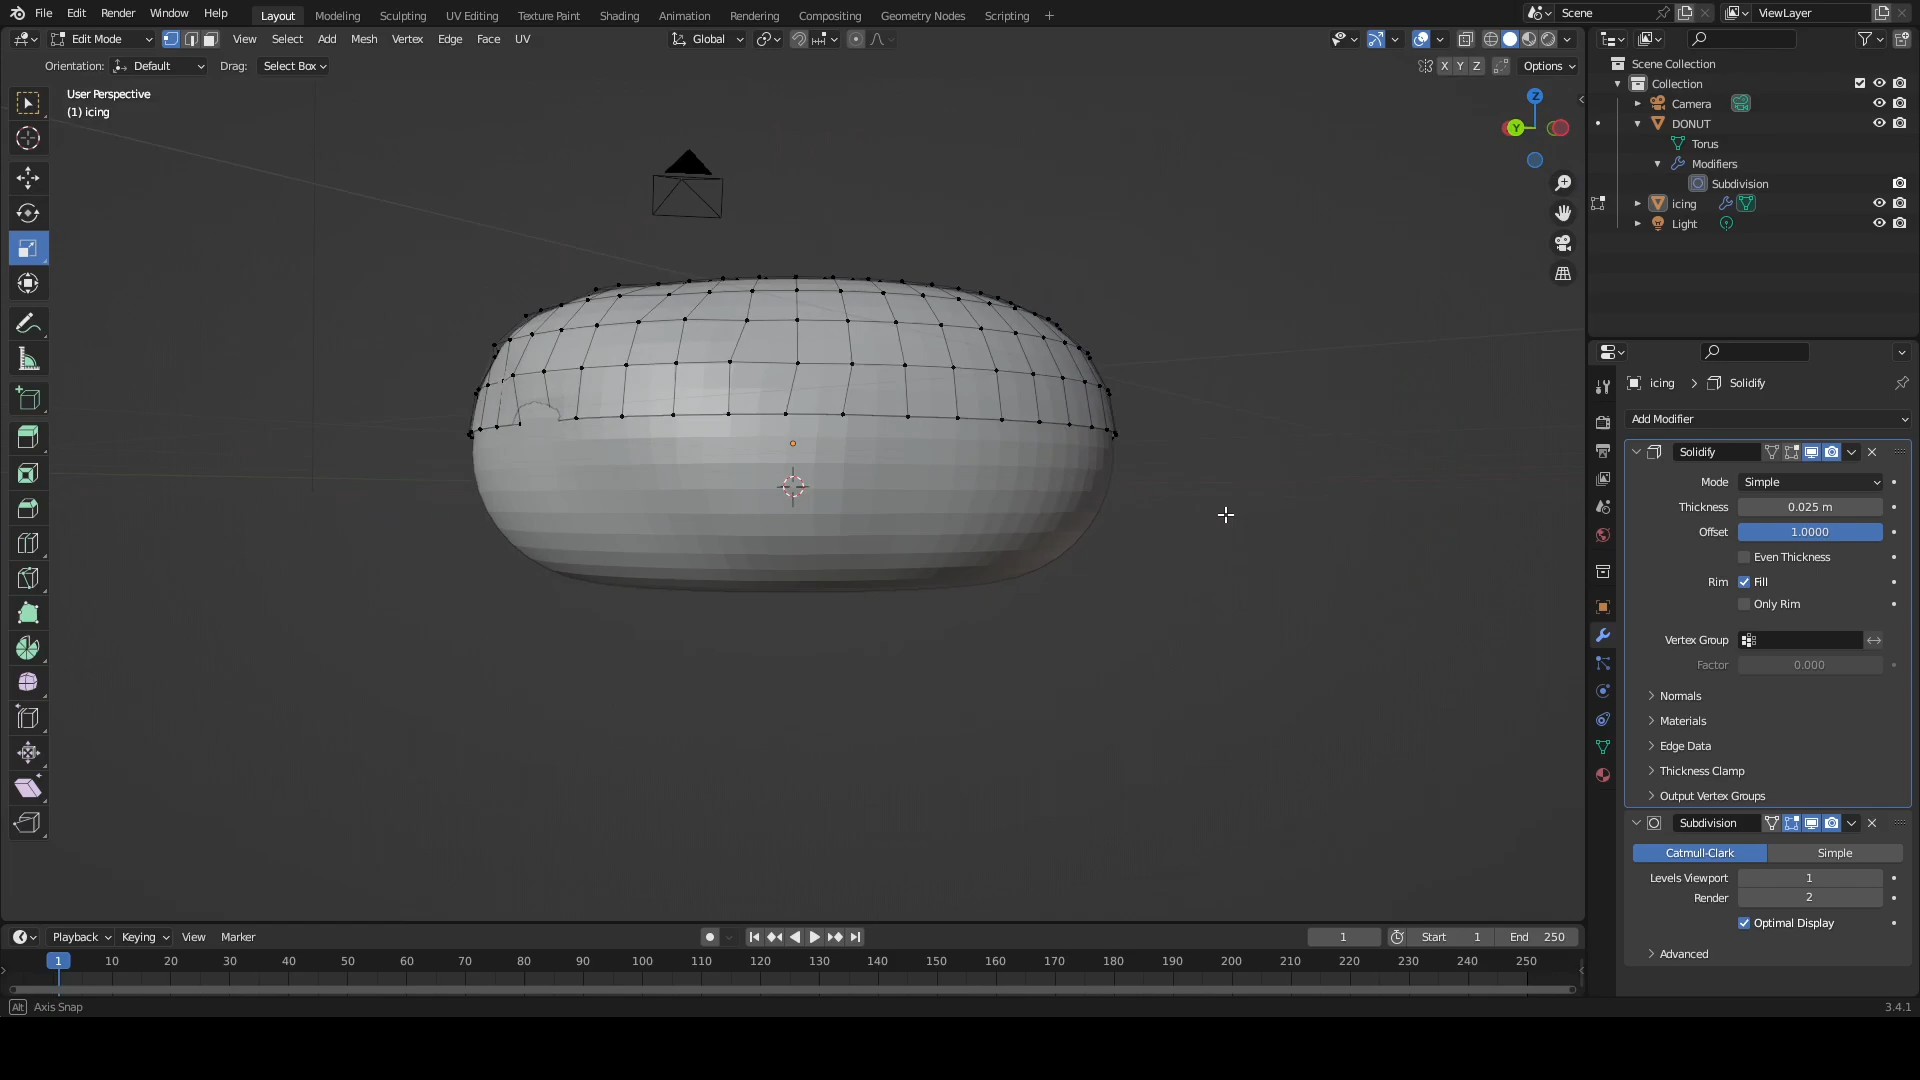 File Edit Render Window Help Layout Modeling Sculpting UV Editing Texture Paint Shading Animation Rendering Compositing Geometry Nodes Scripting + Scene ViewLayer
Edit Mode View Select Add Mesh Vertex Edge Face UV Global
Orientation: Default Drag: Select Box X Y Z Options
User Perspective
(1) icing
Z
Y
Scene Collection
Collection
Camera
DONUT
Torus
Modifiers
Subdivision
icing
Light
icing > Solidify
Add Modifier
Solidify
Mode Simple
Thickness 0.025 m
Offset 1.0000
Even Thickness
Rim Fill
Only Rim
Vertex Group
Factor 0.000
Normals
Materials
Edge Data
Thickness Clamp
Output Vertex Groups
Subdivision
Catmull-Clark Simple
Levels Viewport 1
Render 2
Optimal Display
Advanced
Playback Keying View Marker 1 Start 1 End 250
1 10 20 30 40 50 60 70 80 90 100 110 120 130 140 150 160 170 180 190 200 210 220 230 240 250
Alt Axis Snap 3.4.1